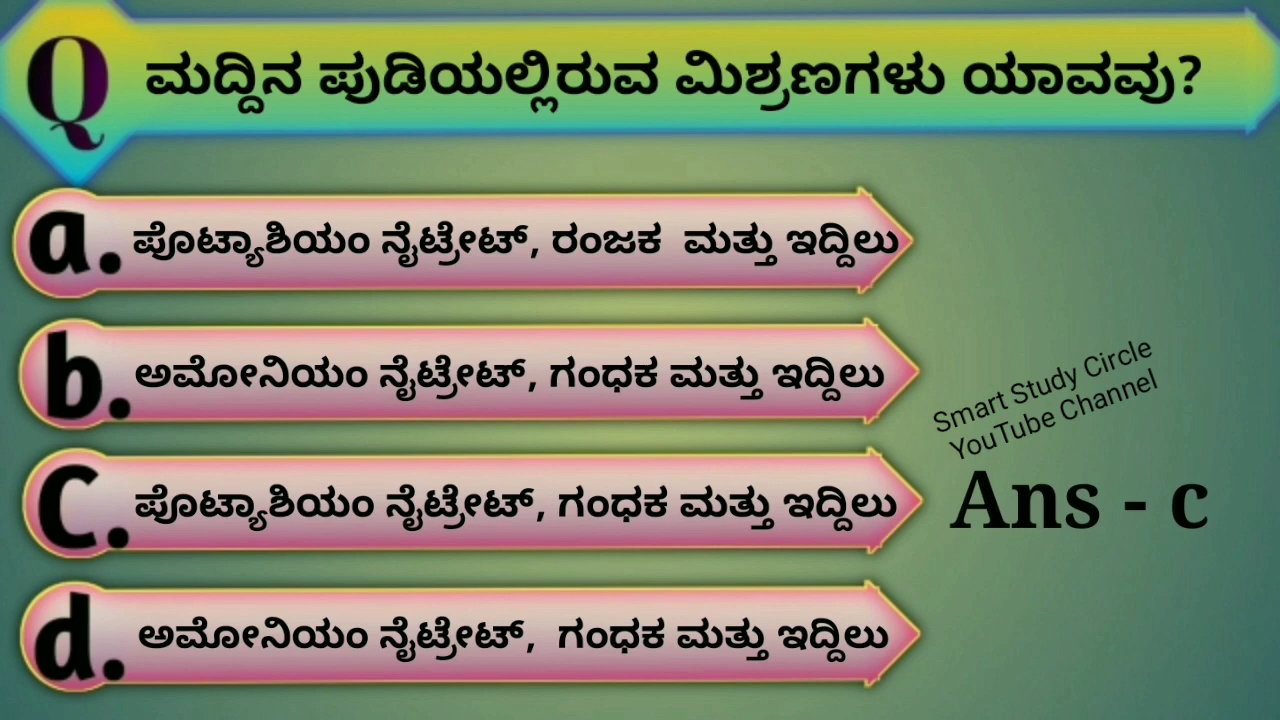 Q ಮದ್ದಿನ ಪುಡಿಯಲ್ಲಿರುವ ಮಿಶ್ರಣಗಳು ಯಾವವು?
a. ಪೊಟ್ಯಾಶಿಯಂ ನೈಟ್ರೇಟ್, ರಂಜಕ ಮತ್ತು ಇದ್ದಿಲು
b. ಅಮೋನಿಯಂ ನೈಟ್ರೇಟ್, ಗಂಧಕ ಮತ್ತು ಇದ್ದಿಲು
C. ಪೊಟ್ಯಾಶಿಯಂ ನೈಟ್ರೇಟ್, ಗಂಧಕ ಮತ್ತು ಇದ್ದಿಲು
d. ಅಮೋನಿಯಂ ನೈಟ್ರೇಟ್, ಗಂಧಕ ಮತ್ತು ಇದ್ದಿಲು
Smart Study Circle
YouTube Channel
Ans - c